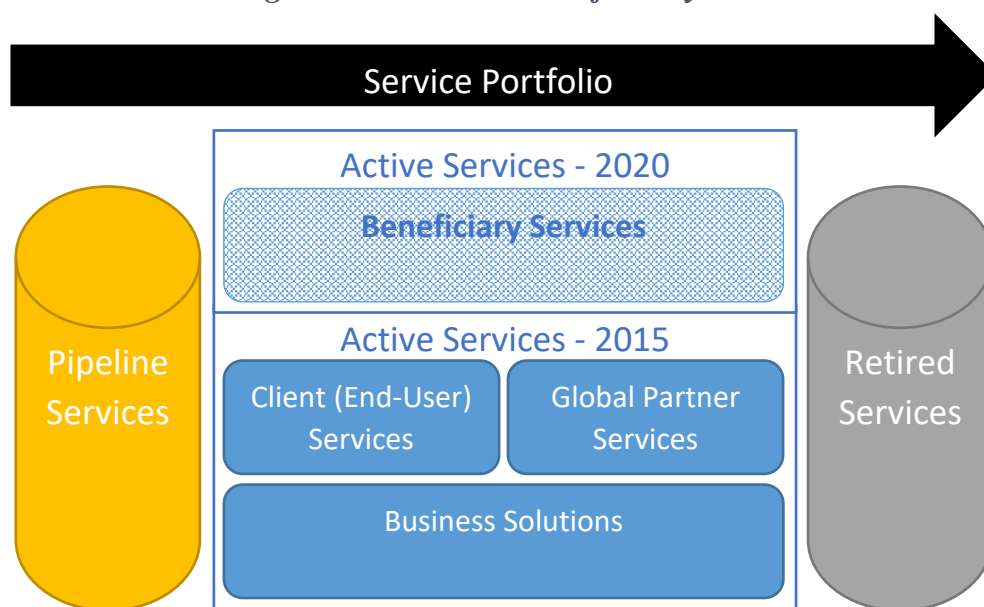 Service Portfolio
Active Services - 2020
Beneficiary Services
Active Services - 2015
Pipeline
Services
Client (End-User)
Services
Global Partner
Services
Business Solutions
Retired
Services